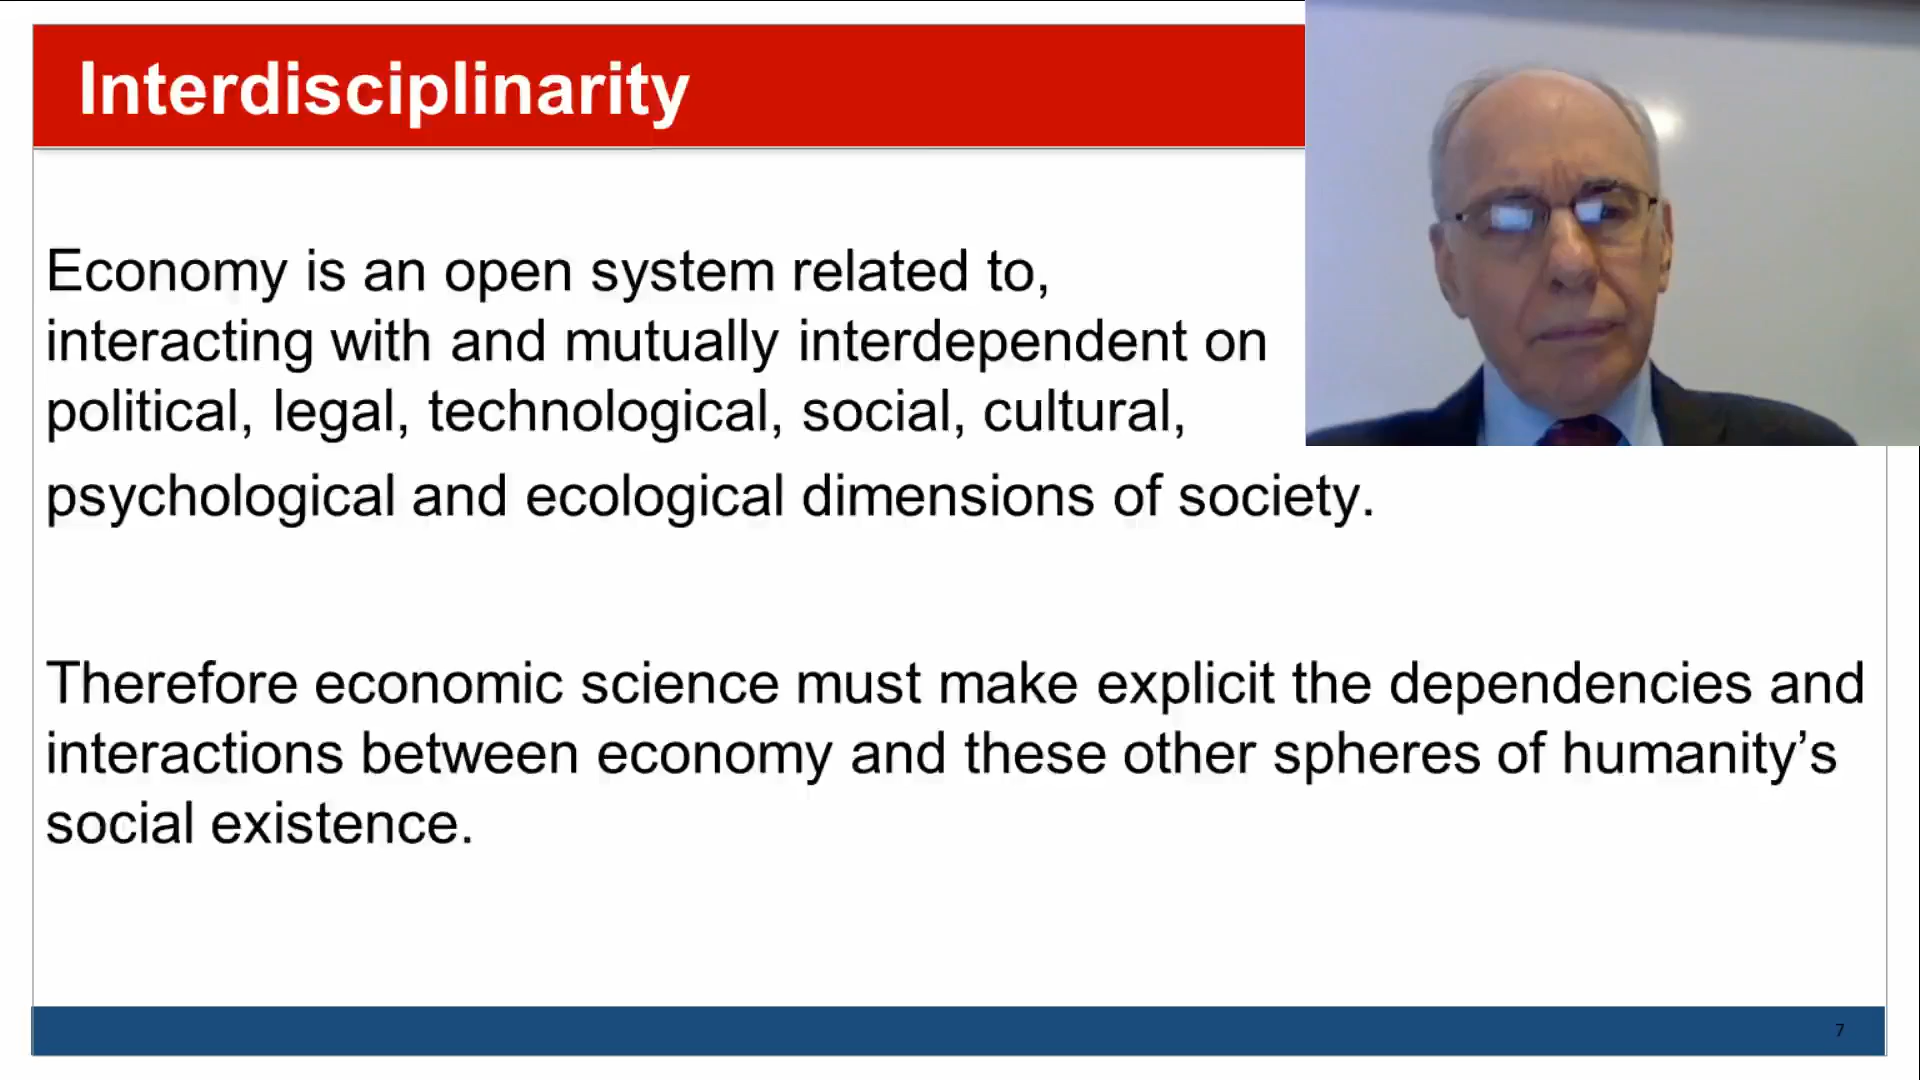 Interdisciplinarity
Economy is an open system related to,
interacting with and mutually interdependent on
political, legal, technological, social, cultural,
psychological and ecological dimensions of society.
Therefore economic science must make explicit the dependencies and
interactions between economy and these other spheres of humanity’s
social existence.
7